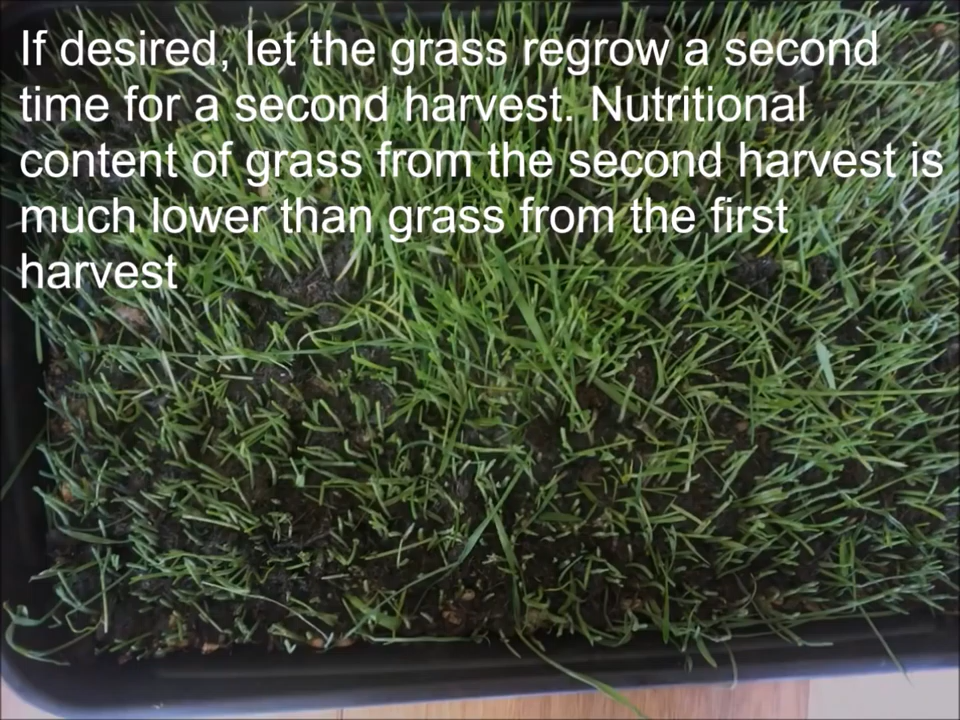 If desired, let the grass regrow a second
time for a second harvest. Nutritional
content of grass from the second harvest is
much lower than grass from the first
harvest